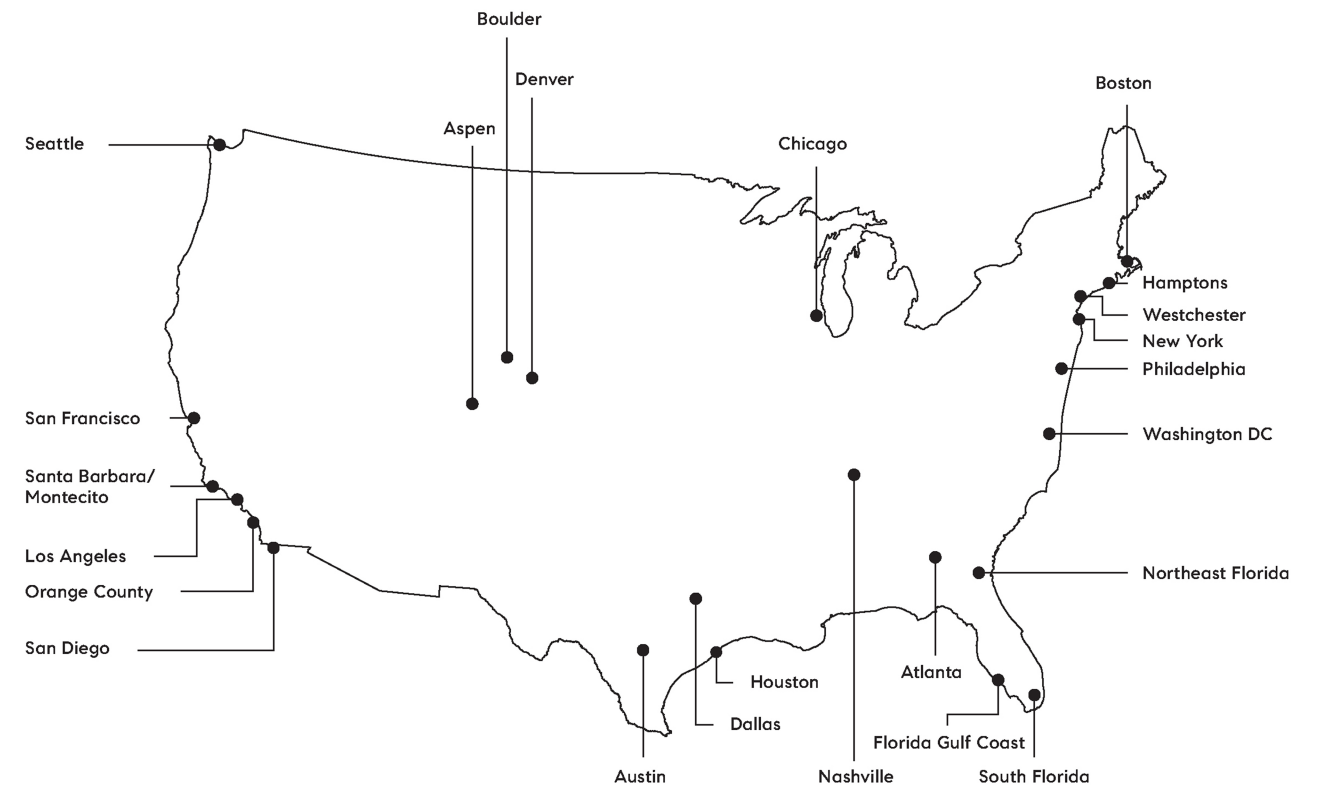 Boulder
Denver
Boston
Aspen
Seattle
Chicago
Hamptons
Westchester
New York
Philadelphia
San Francisco
Washington DC
Santa Barbara/
Montecito
Los Angeles
Northeast Florida
Orange County
San Diego
Atlanta
Houston
Dallas
Florida Gulf Coast
Austin
Nashville
South Florida